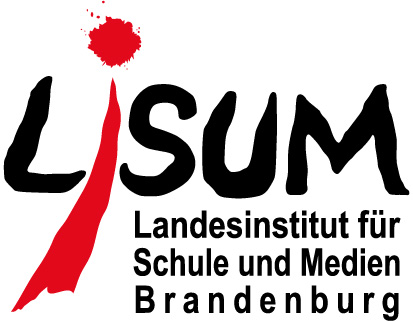 LiSUM
Landesinstitut für
Schule und Medien
Brandenburg